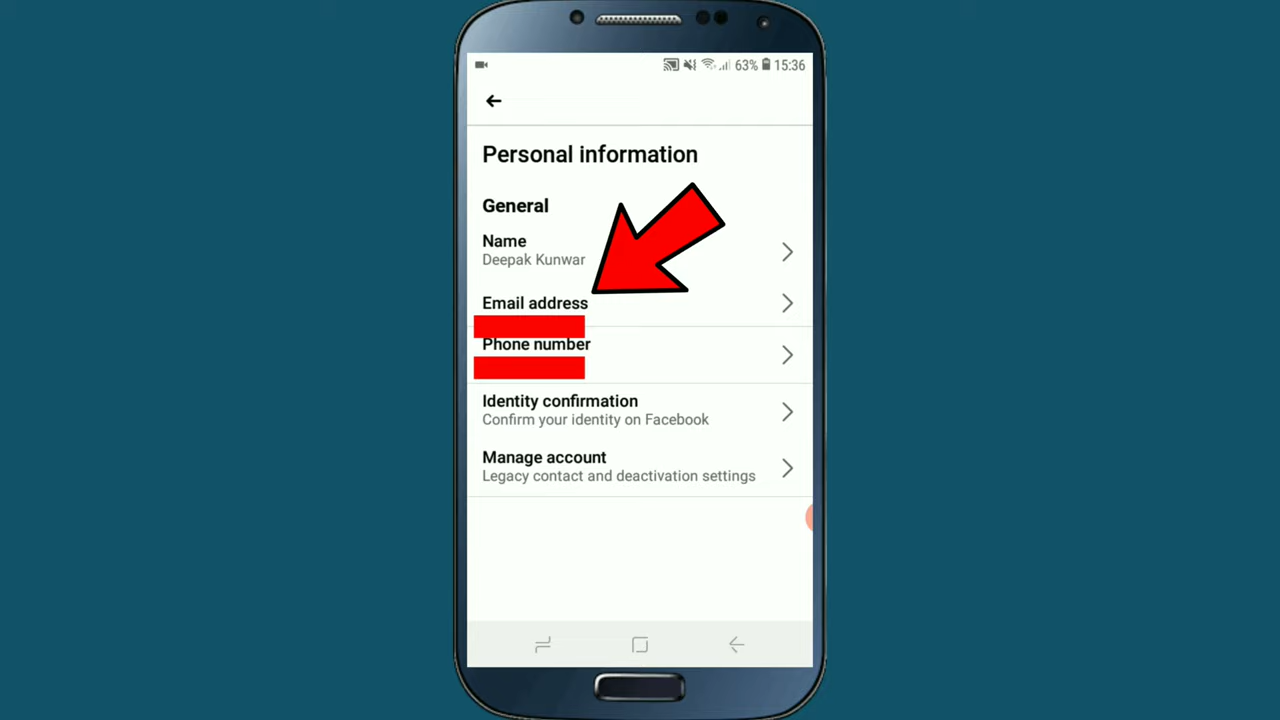 63% 15:36
Personal information
General
Name
Deepak Kunwar
Email address
Phone number
Identity confirmation
Confirm your identity on Facebook
Manage account
Legacy contact and deactivation settings